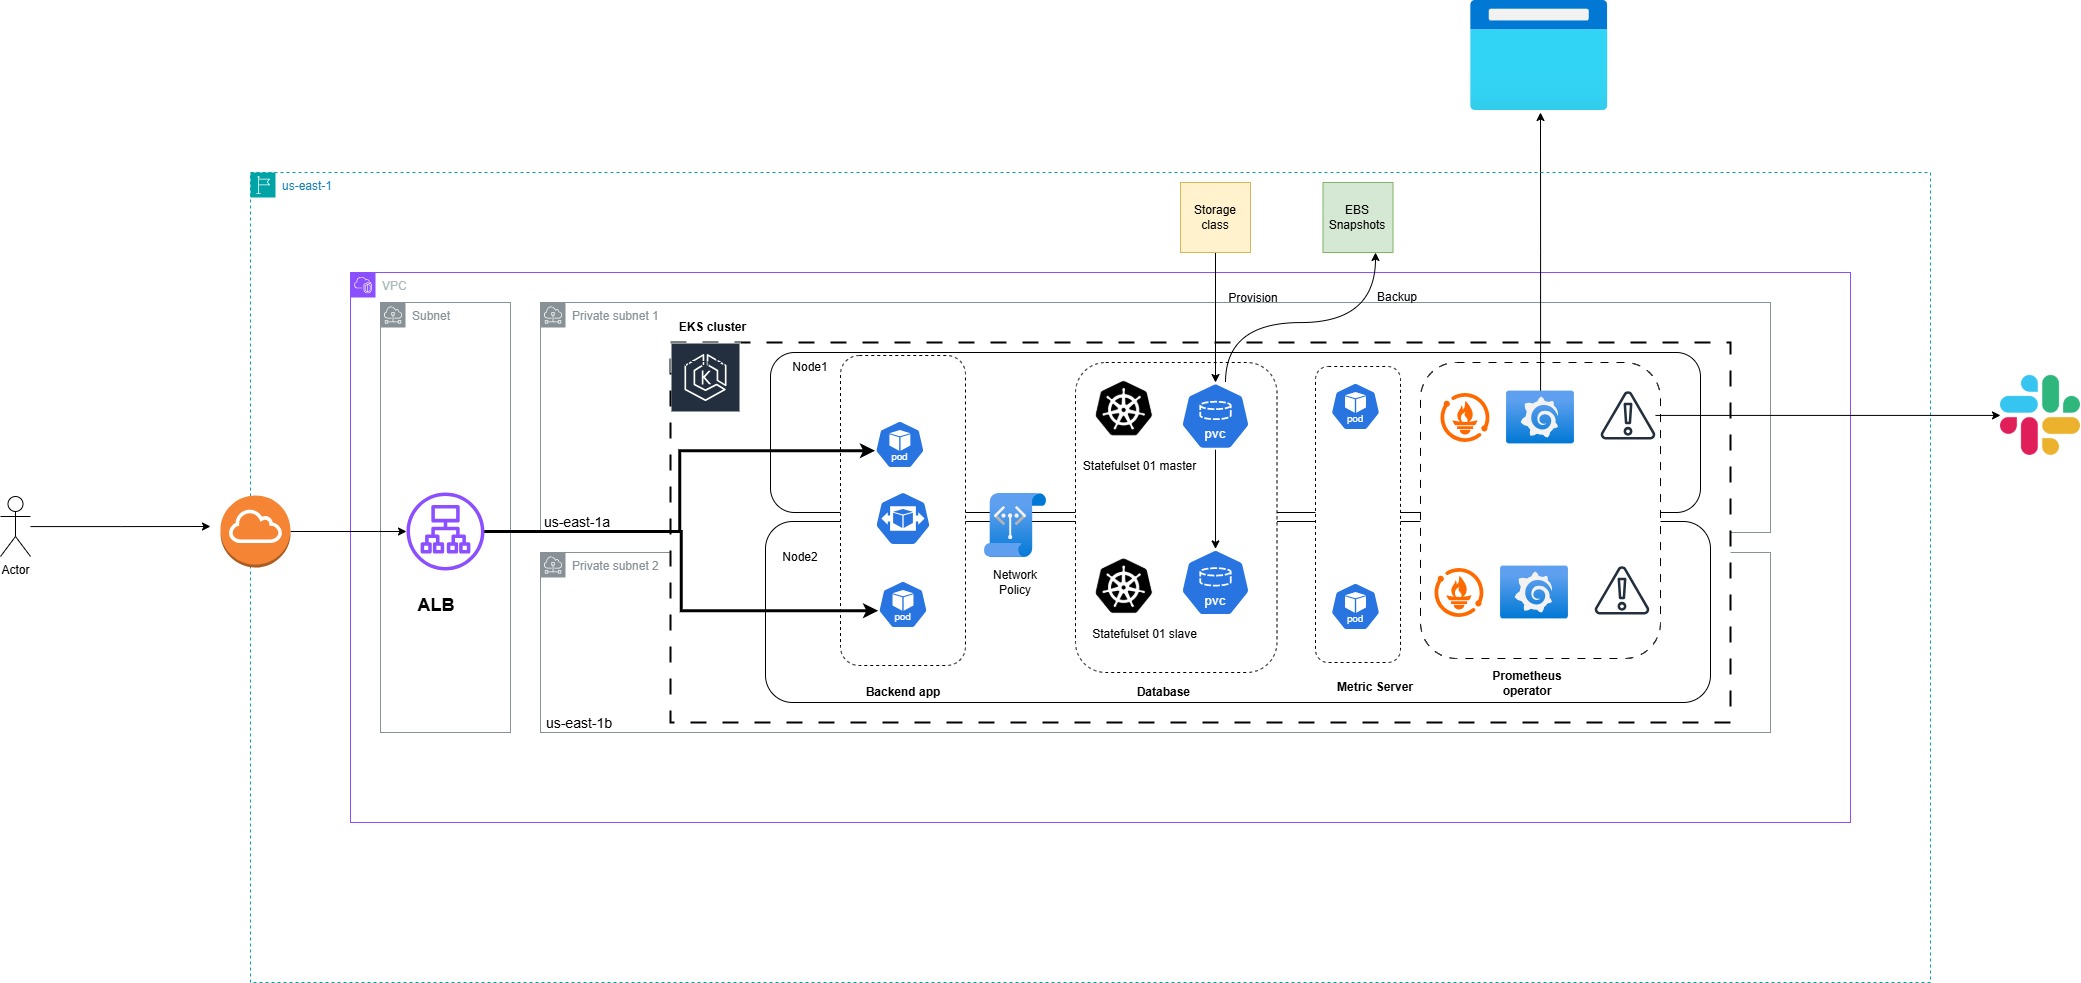 us-east-1
Storage
class
EBS
Snapshots
VPC
Provision
Backup
Subnet
Private subnet 1
EKS cluster
Node1
K
pod
pvc
pod
pod
Statefulset 01 master
us-east-1a
Node2
Private subnet 2
Network
Policy
Actor
ALB
pod
pvc
pod
Statefulset 01 slave
Backend app
Database
Metric Server
Prometheus
operator
us-east-1b